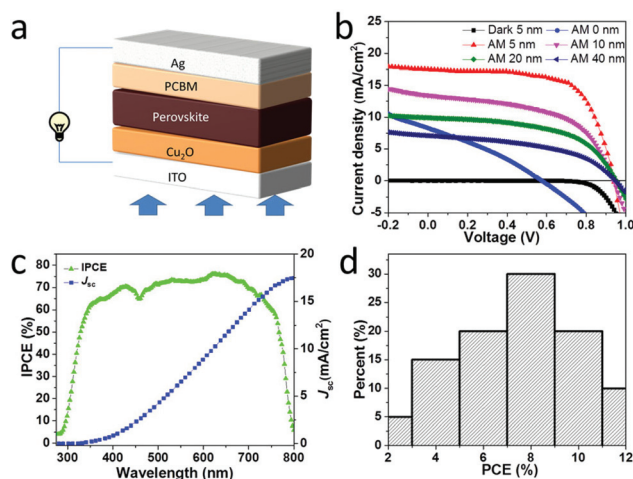 a
Ag
PCBM
Perovskite
Cu₂O
ITO
b
Dark 5 nm AM 0 nm
AM 5 nm AM 10 nm
AM 20 nm AM 40 nm
Current density (mA/cm²)
25
20
15
10
5
0
-5
-0.2 0.0 0.2 0.4 0.6 0.8 1.0
Voltage (V)
c
IPCE
Jsc
IPCE (%)
80
70
60
50
40
30
20
10
0
20
15
10
5
0
Jsc (mA/cm²)
300 400 500 600 700 800
Wavelength (nm)
d
Percent (%)
30
20
10
0
2 4 6 8 10 12
PCE (%)